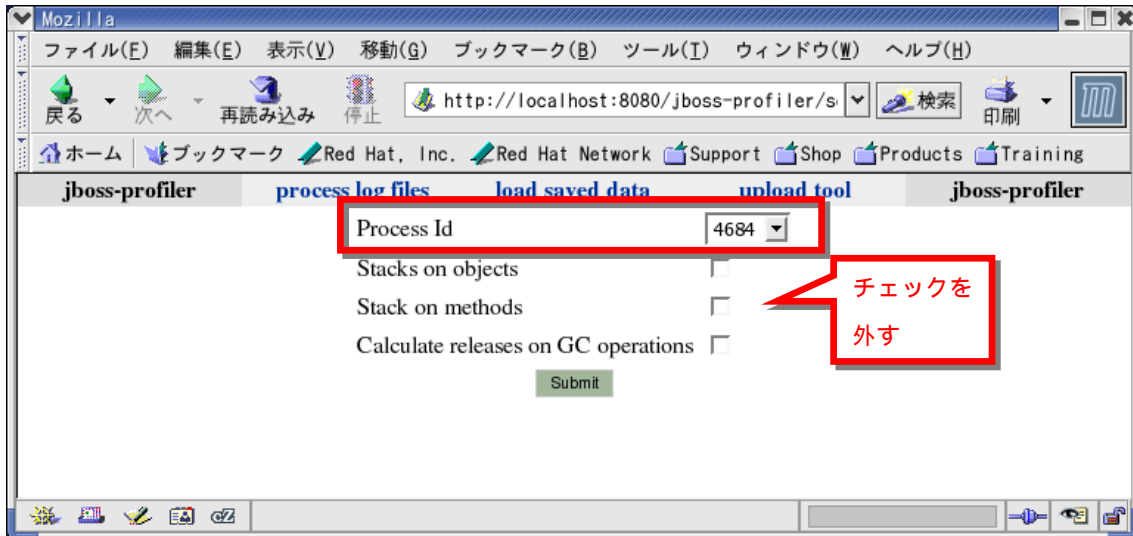 Mozilla
ファイル(F) 編集(E) 表示(V) 移動(G) ブックマーク(B) ツール(T) ウィンドウ(W) ヘルプ(H)
戻る 次へ 再読み込み 停止 http://localhost:8080/jboss-profiler/s 検索 印刷
ホーム ブックマーク Red Hat, Inc. Red Hat Network Support Shop Products Training
jboss-profiler process log files load saved data upload tool jboss-profiler
Process Id 4684
Stacks on objects
Stack on methods
Calculate releases on GC operations
チェックを
外す
Submit